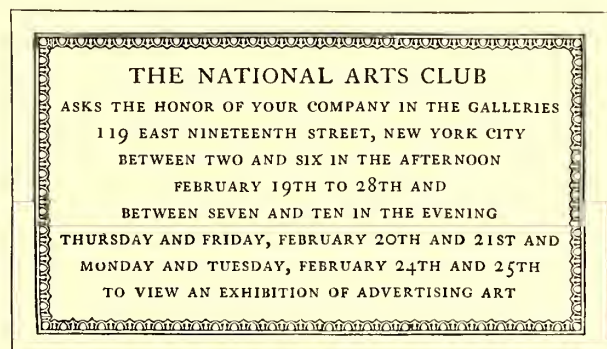 THE NATIONAL ARTS CLUB
ASKS THE HONOR OF YOUR COMPANY IN THE GALLERIES
119 EAST NINETEENTH STREET, NEW YORK CITY
BETWEEN TWO AND SIX IN THE AFTERNOON
FEBRUARY 19TH TO 28TH AND
BETWEEN SEVEN AND TEN IN THE EVENING
THURSDAY AND FRIDAY, FEBRUARY 20TH AND 21ST AND
MONDAY AND TUESDAY, FEBRUARY 24TH AND 25TH
TO VIEW AN EXHIBITION OF ADVERTISING ART